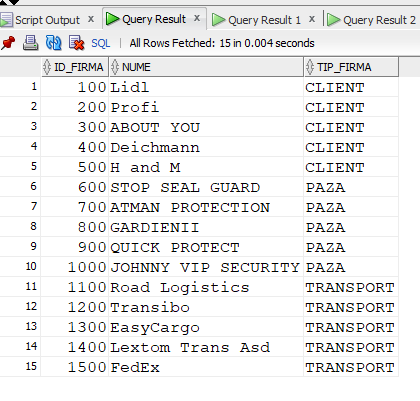 Script Output x Query Result x Query Result 1 x Query Result 2
SQL | All Rows Fetched: 15 in 0.004 seconds
ID_FIRMA NUME TIP_FIRMA
1 100 Lidl CLIENT
2 200 Profi CLIENT
3 300 ABOUT YOU CLIENT
4 400 Deichmann CLIENT
5 500 H and M CLIENT
6 600 STOP SEAL GUARD PAZA
7 700 ATMAN PROTECTION PAZA
8 800 GARDIENII PAZA
9 900 QUICK PROTECT PAZA
10 1000 JOHNNY VIP SECURITY PAZA
11 1100 Road Logistics TRANSPORT
12 1200 Transibo TRANSPORT
13 1300 EasyCargo TRANSPORT
14 1400 Lextom Trans Asd TRANSPORT
15 1500 FedEx TRANSPORT